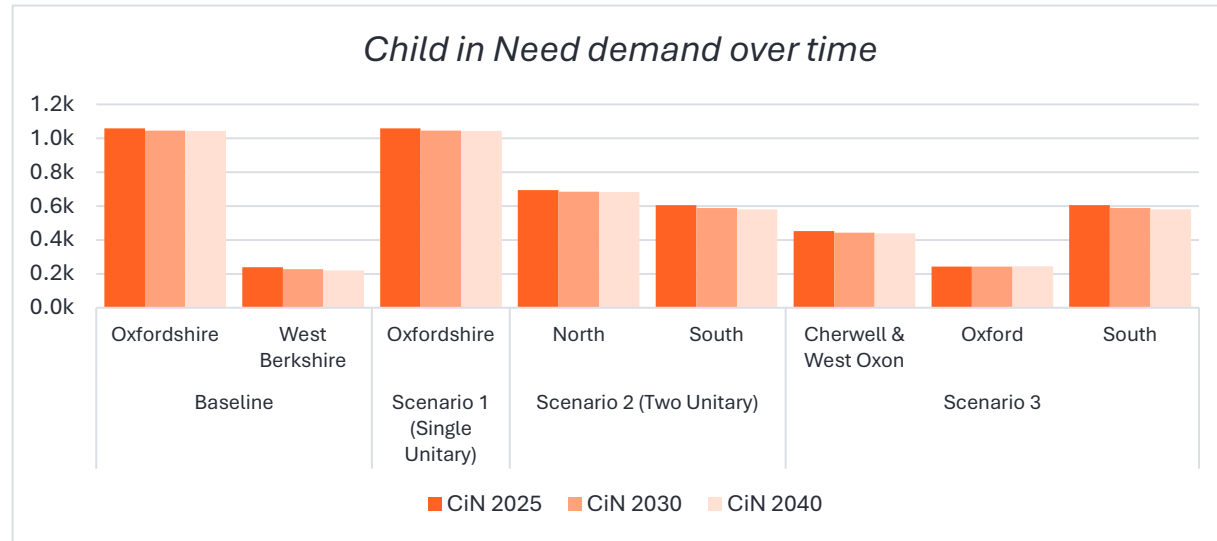 Child in Need demand over time
1.2k
1.0k
0.8k
0.6k
0.4k
0.2k
0.0k
Oxfordshire
West
Berkshire
Oxfordshire
North
South
Cherwell &
West Oxon
Oxford
South
Baseline
Scenario 1
(Single
Unitary)
Scenario 2 (Two Unitary)
Scenario 3
CiN 2025
CiN 2030
CiN 2040